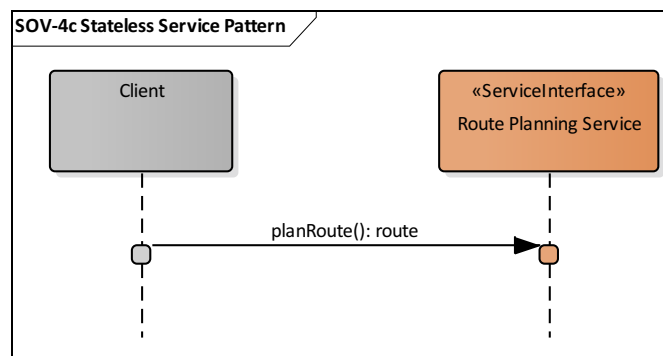 SOV-4c Stateless Service Pattern
Client
«ServiceInterface»
Route Planning Service
planRoute(): route